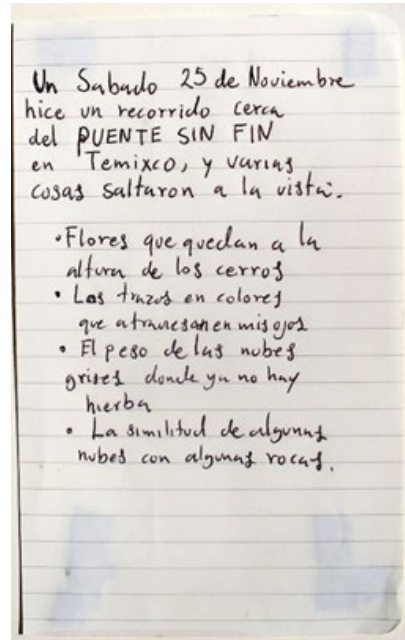 Un Sabado 25 de Noviembre
hice un recorrido cerca
del PUENTE SIN FIN
en Temixco, y varias
cosas saltaron a la vista.
• Flores que quedan a la
altura de los cerros
• Los trazos en colores
que atraviesan en mis ojos
• El peso de las nubes
grises donde ya no hay
hierba
• La similitud de algunas
nubes con algunas rocas.